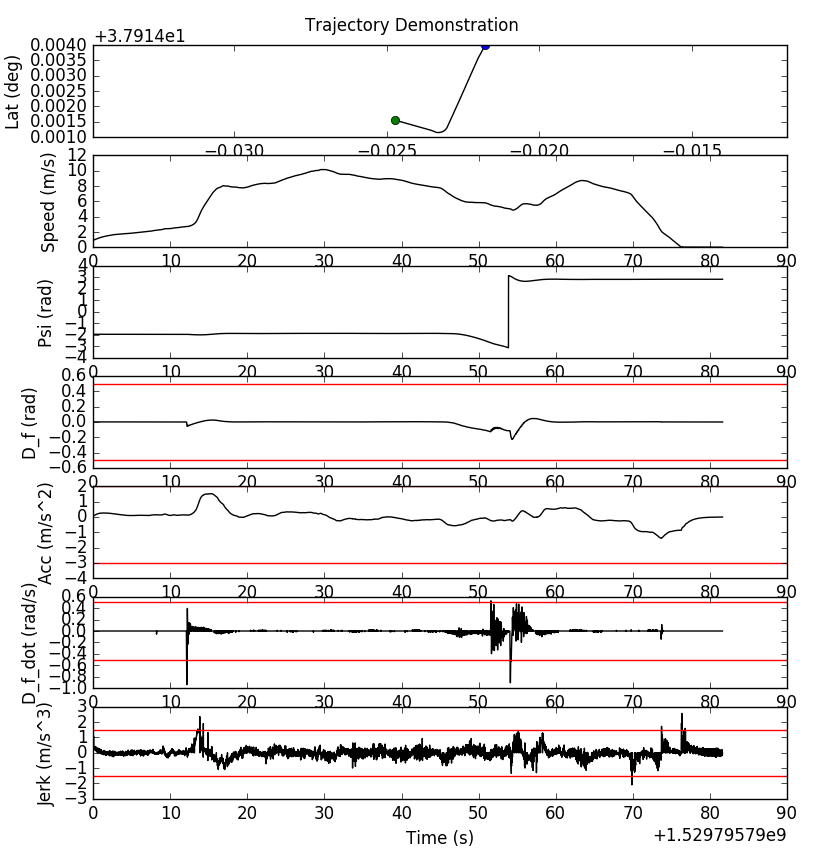 Trajectory Demonstration
+3.7914e1
0.0040
0.0035
0.0030
0.0025
0.0020
0.0015
0.0010
Lat (deg)
−0.030 −0.025 −0.020 −0.015
12
10
8
6
4
2
0
Speed (m/s)
0 10 20 30 40 50 60 70 80 90
4
3
2
1
0
−1
−2
−3
−4
Psi (rad)
0 10 20 30 40 50 60 70 80 90
0.6
0.4
0.2
0.0
−0.2
−0.4
−0.6
D_f (rad)
0 10 20 30 40 50 60 70 80 90
2
1
0
−1
−2
−3
−4
Acc (m/s^2)
0 10 20 30 40 50 60 70 80 90
0.6
0.4
0.2
0.0
−0.2
−0.4
−0.6
−0.8
−1.0
D_f_dot (rad/s)
0 10 20 30 40 50 60 70 80 90
3
2
1
0
−1
−2
−3
Jerk (m/s^3)
0 10 20 30 40 50 60 70 80 90
Time (s)
+1.52979579e9